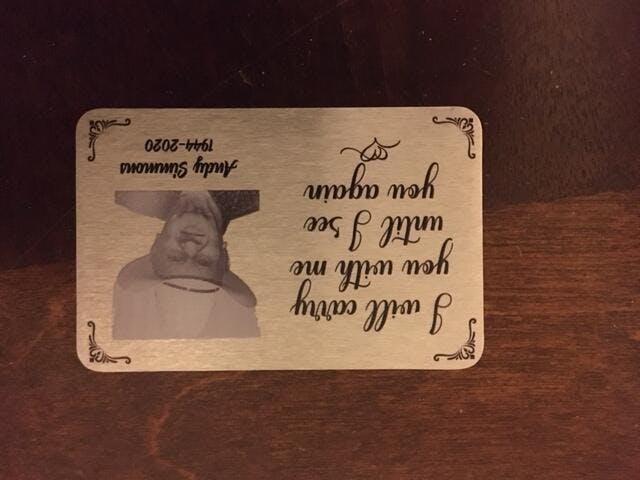 I will carry
you with me
until I see
you again
Andy Simmons
1944-2020